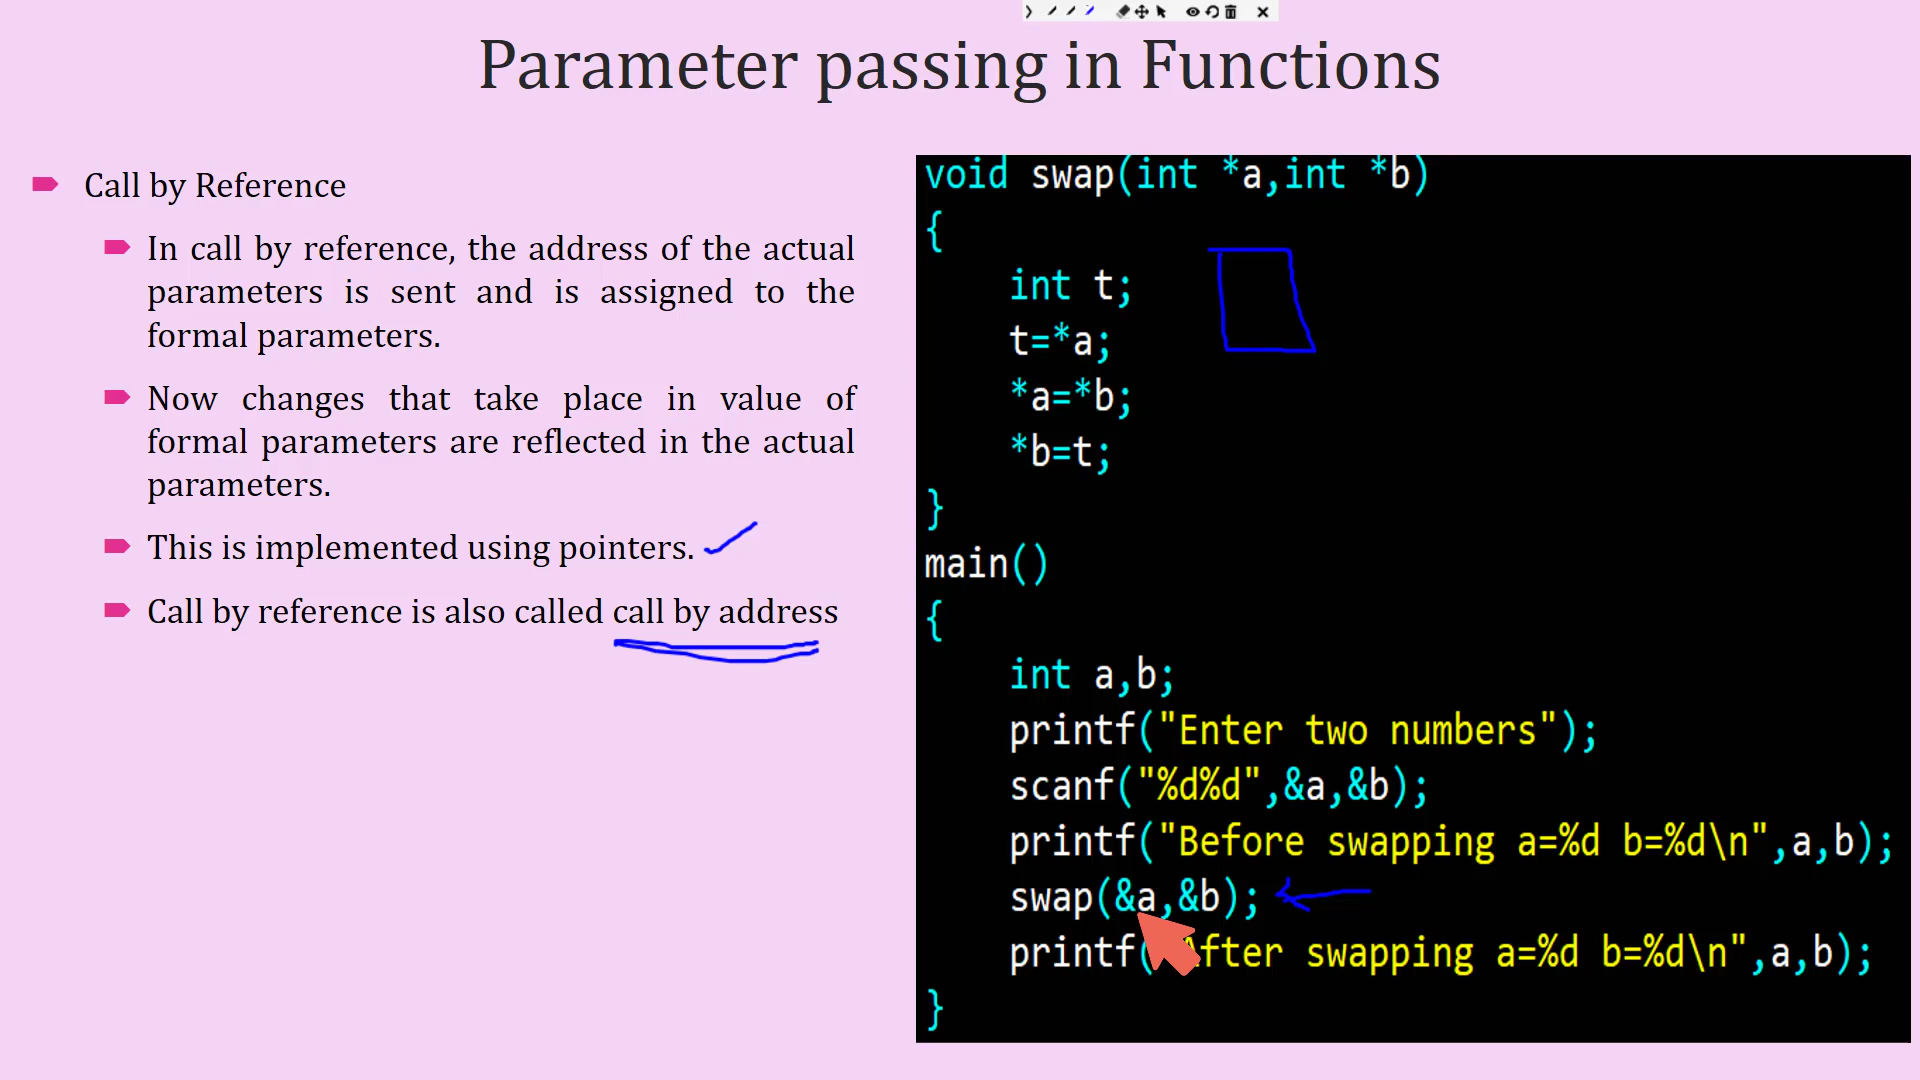 Parameter passing in Functions
Call by Reference
In call by reference, the address of the actual
parameters is sent and is assigned to the
formal parameters.
Now changes that take place in value of
formal parameters are reflected in the actual
parameters.
This is implemented using pointers.
Call by reference is also called call by address
void swap(int *a,int *b)
{
int t;
t=*a;
*a=*b;
*b=t;
}
main()
{
int a,b;
printf("Enter two numbers");
scanf("%d%d",&a,&b);
printf("Before swapping a=%d b=%d\n",a,b);
swap(&a,&b);
printf("After swapping a=%d b=%d\n",a,b);
}